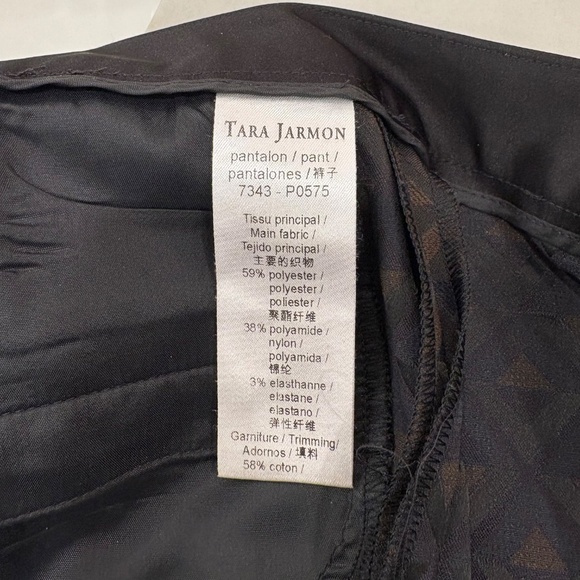 TARA JARMON
pantalon / pant /
pantalones / 裤子
7343 - P0575
Tissu principal /
Main fabric /
Tejido principal /
主要的织物
59% polyester /
polyester /
poliester /
聚酯纤维
38% polyamide /
nylon /
polyamida /
锦纶
3% elasthanne /
elastane /
elastano /
弹性纤维
Garniture / Trimming/
Adornos / 填料
58% coton /